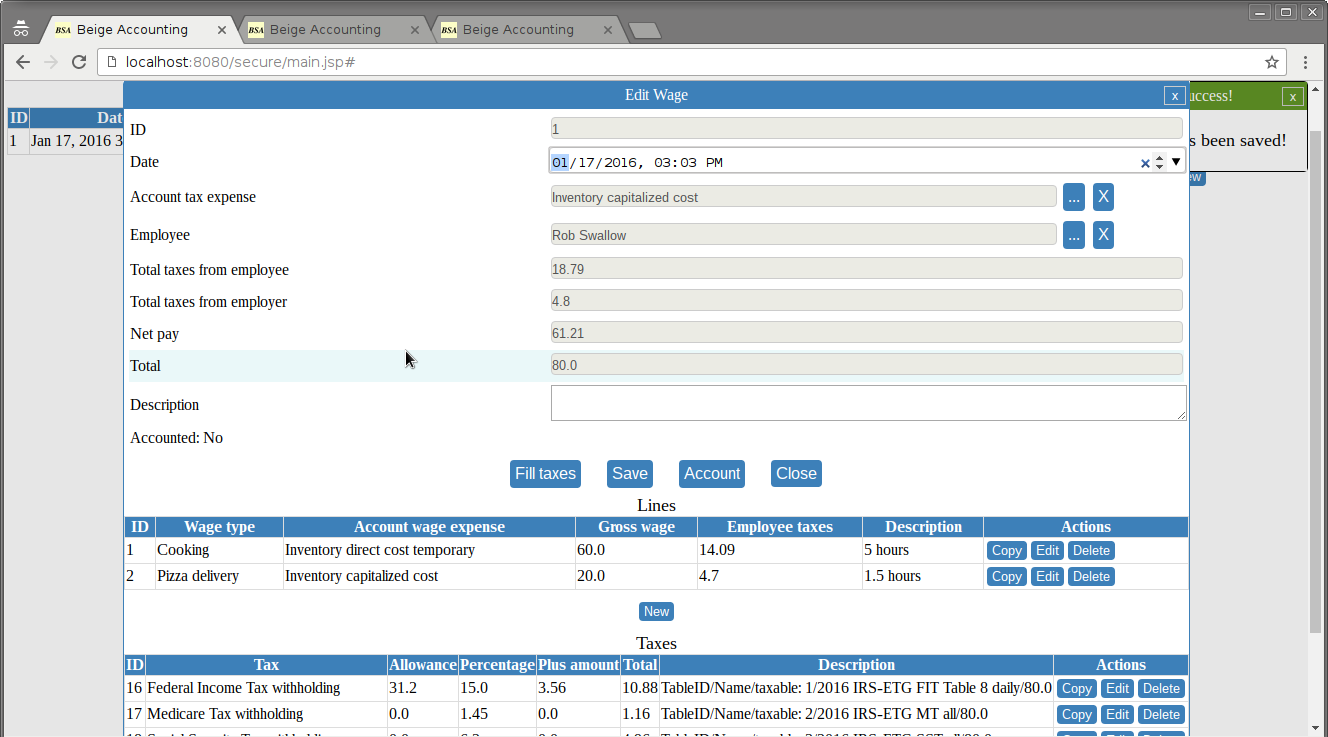 BSA Beige Accounting BSA Beige Accounting BSA Beige Accounting
localhost:8080/secure/main.jsp#
Edit Wage x
uccess! x
ID Dat
ID 1
1 Jan 17, 2016 3
s been saved!
Date 01/17/2016, 03:03 PM
ew
Account tax expense Inventory capitalized cost ... X
Employee Rob Swallow ... X
Total taxes from employee 18.79
Total taxes from employer 4.8
Net pay 61.21
Total 80.0
Description
Accounted: No
Fill taxes Save Account Close
Lines
ID Wage type Account wage expense Gross wage Employee taxes Description Actions
1 Cooking Inventory direct cost temporary 60.0 14.09 5 hours Copy Edit Delete
2 Pizza delivery Inventory capitalized cost 20.0 4.7 1.5 hours Copy Edit Delete
New
Taxes
ID Tax Allowance Percentage Plus amount Total Description Actions
16 Federal Income Tax withholding 31.2 15.0 3.56 10.88 TableID/Name/taxable: 1/2016 IRS-ETG FIT Table 8 daily/80.0 Copy Edit Delete
17 Medicare Tax withholding 0.0 1.45 0.0 1.16 TableID/Name/taxable: 2/2016 IRS-ETG MT all/80.0 Copy Edit Delete